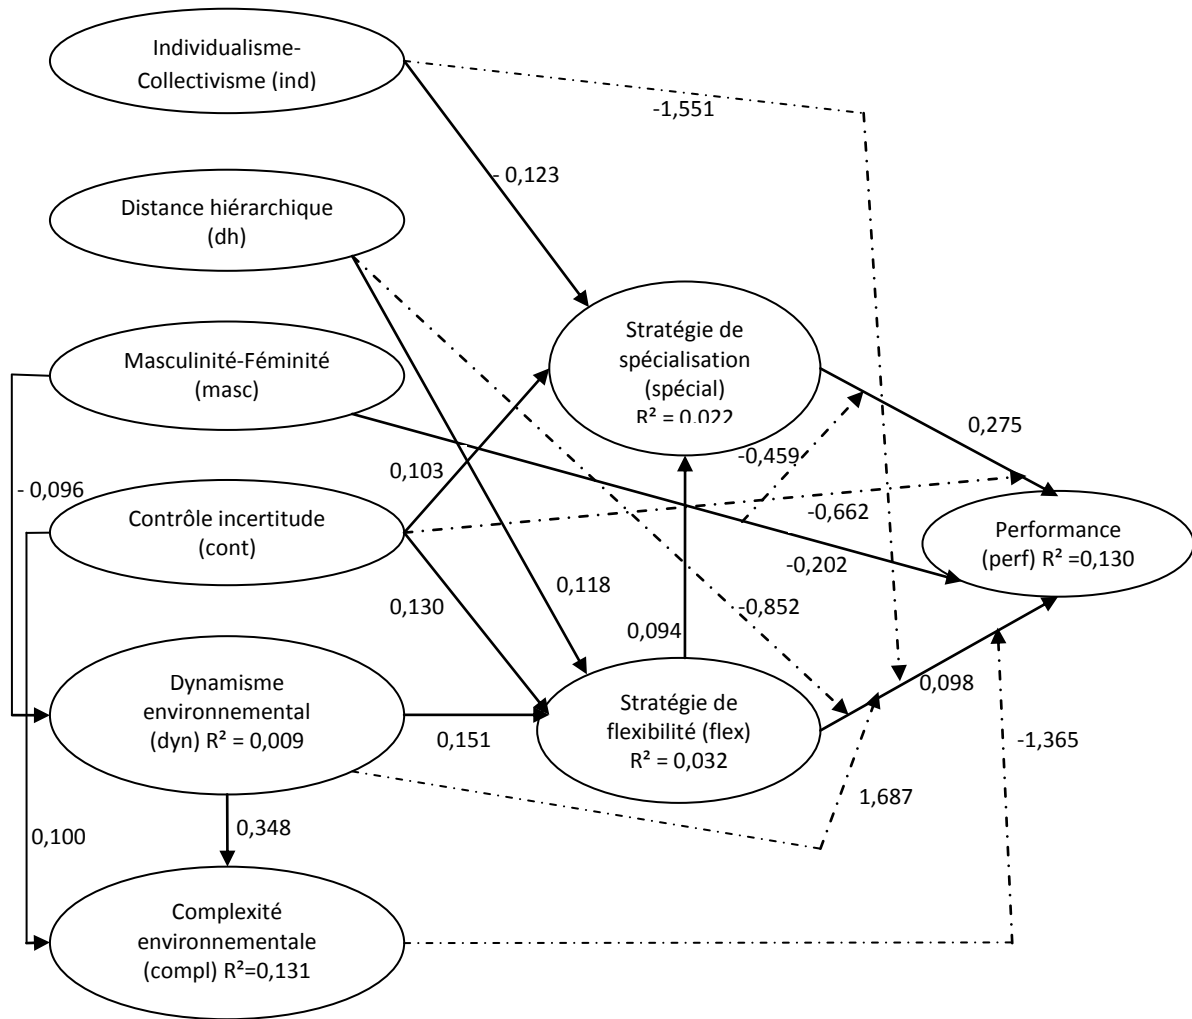 Individualisme-
Collectivisme (ind)
-1,551
- 0,123
Distance hiérarchique
(dh)
Stratégie de
spécialisation
(spécial)
R² = 0,022
Masculinité-Féminité
(masc)
0,275
-0,459
0,103
- 0,096
Contrôle incertitude
(cont)
-0,662
Performance
(perf) R² =0,130
-0,202
0,118
0,130
-0,852
0,094
Dynamisme
environnemental
(dyn) R² = 0,009
0,151
Stratégie de
flexibilité (flex)
R² = 0,032
0,098
-1,365
1,687
0,348
0,100
Complexité
environnementale
(compl) R²=0,131